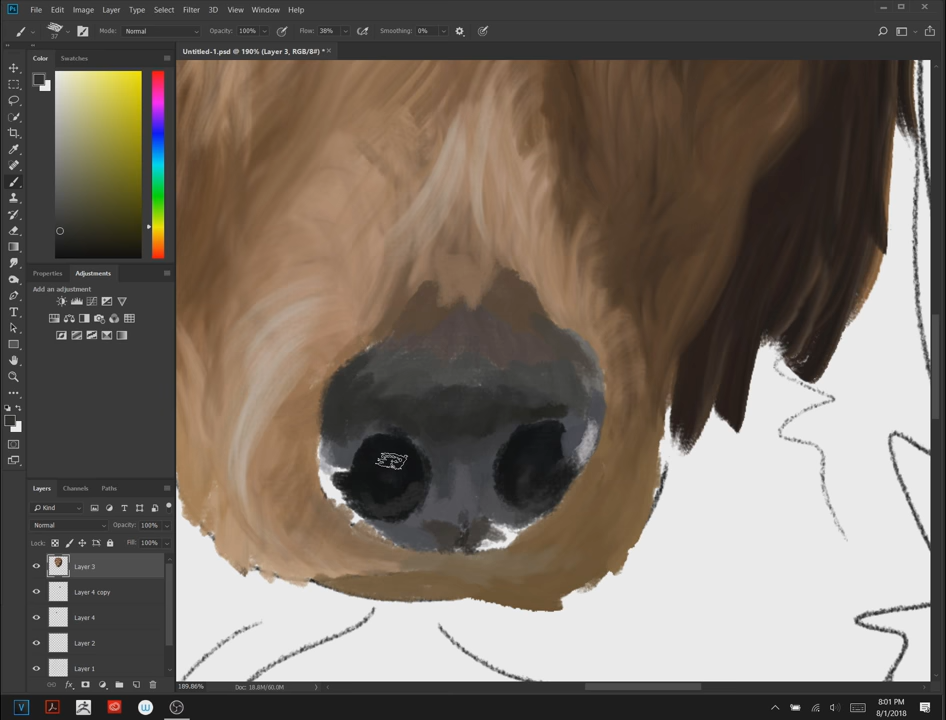 Ps File Edit Image Layer Type Select Filter 3D View Window Help
37 Mode: Normal Opacity: 100% Flow: 38% Smoothing: 0%
Untitled-1.psd @ 190% (Layer 3, RGB/8#) *
Color Swatches
Properties Adjustments
Add an adjustment
Layers Channels Paths
Kind
Normal Opacity: 100%
Lock: Fill: 100%
Layer 3
Layer 4 copy
Layer 4
Layer 2
Layer 1
fx
189.86% Doc: 18.8M/60.0M
8:01 PM
8/1/2018